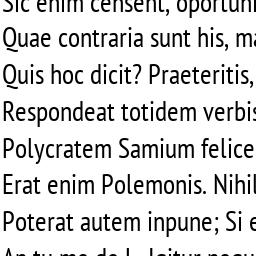 Sic enim censent, oportuni
Quae contraria sunt his, ma
Quis hoc dicit? Praeteritis,
Respondeat totidem verbis
Polycratem Samium felice
Erat enim Polemonis. Nihil
Poterat autem inpune; Si e